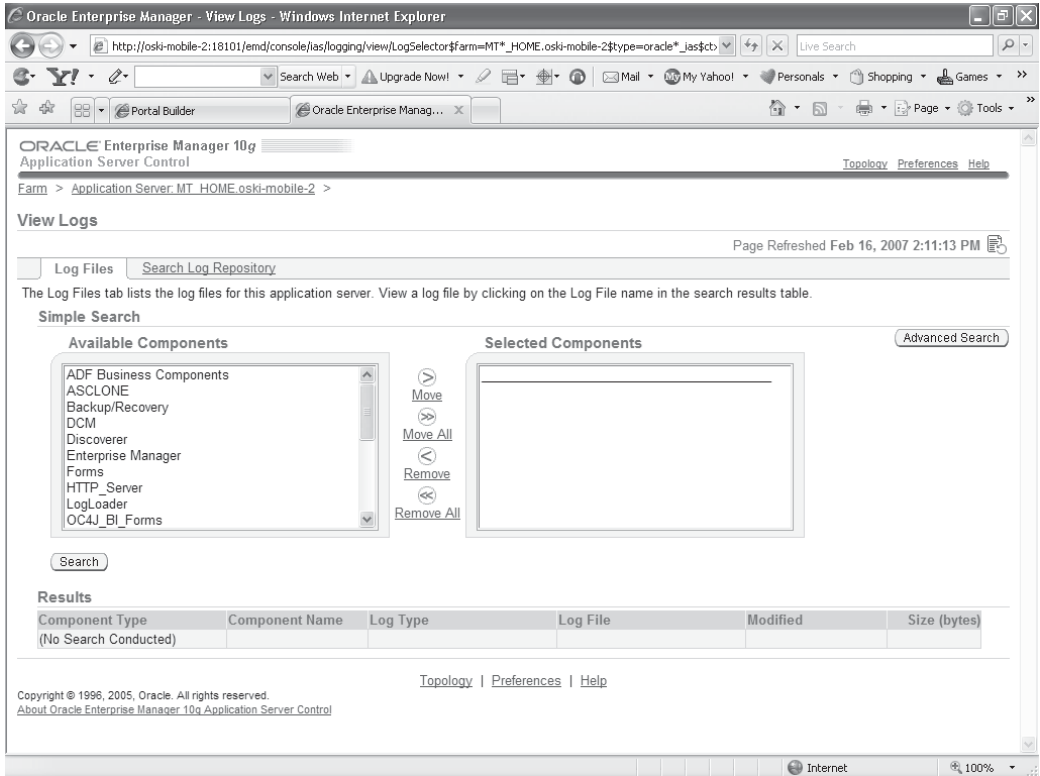 Oracle Enterprise Manager - View Logs - Windows Internet Explorer
http://oski-mobile-2:18101/emd/console/ias/logging/view/LogSelector$farm=MT*_HOME.oski-mobile-2$type=oracle*_ias$ct
Live Search
Y! Search Web Upgrade Now! Mail My Yahoo! Personals Shopping Games »
Portal Builder Oracle Enterprise Manag... Page Tools »
ORACLE Enterprise Manager 10g
Application Server Control
Topology Preferences Help
Farm > Application Server: MT_HOME.oski-mobile-2 >
View Logs
Page Refreshed Feb 16, 2007 2:11:13 PM
Log Files Search Log Repository
The Log Files tab lists the log files for this application server. View a log file by clicking on the Log File name in the search results table.
Simple Search
Advanced Search
Available Components Selected Components
ADF Business Components
ASCLONE
Backup/Recovery
DCM
Discoverer
Enterprise Manager
Forms
HTTP_Server
LogLoader
OC4J_BI_Forms
Move
Move All
Remove
Remove All
Search
Results
Component Type Component Name Log Type Log File Modified Size (bytes)
(No Search Conducted)
Topology | Preferences | Help
Copyright © 1996, 2005, Oracle. All rights reserved.
About Oracle Enterprise Manager 10g Application Server Control
Internet 100%